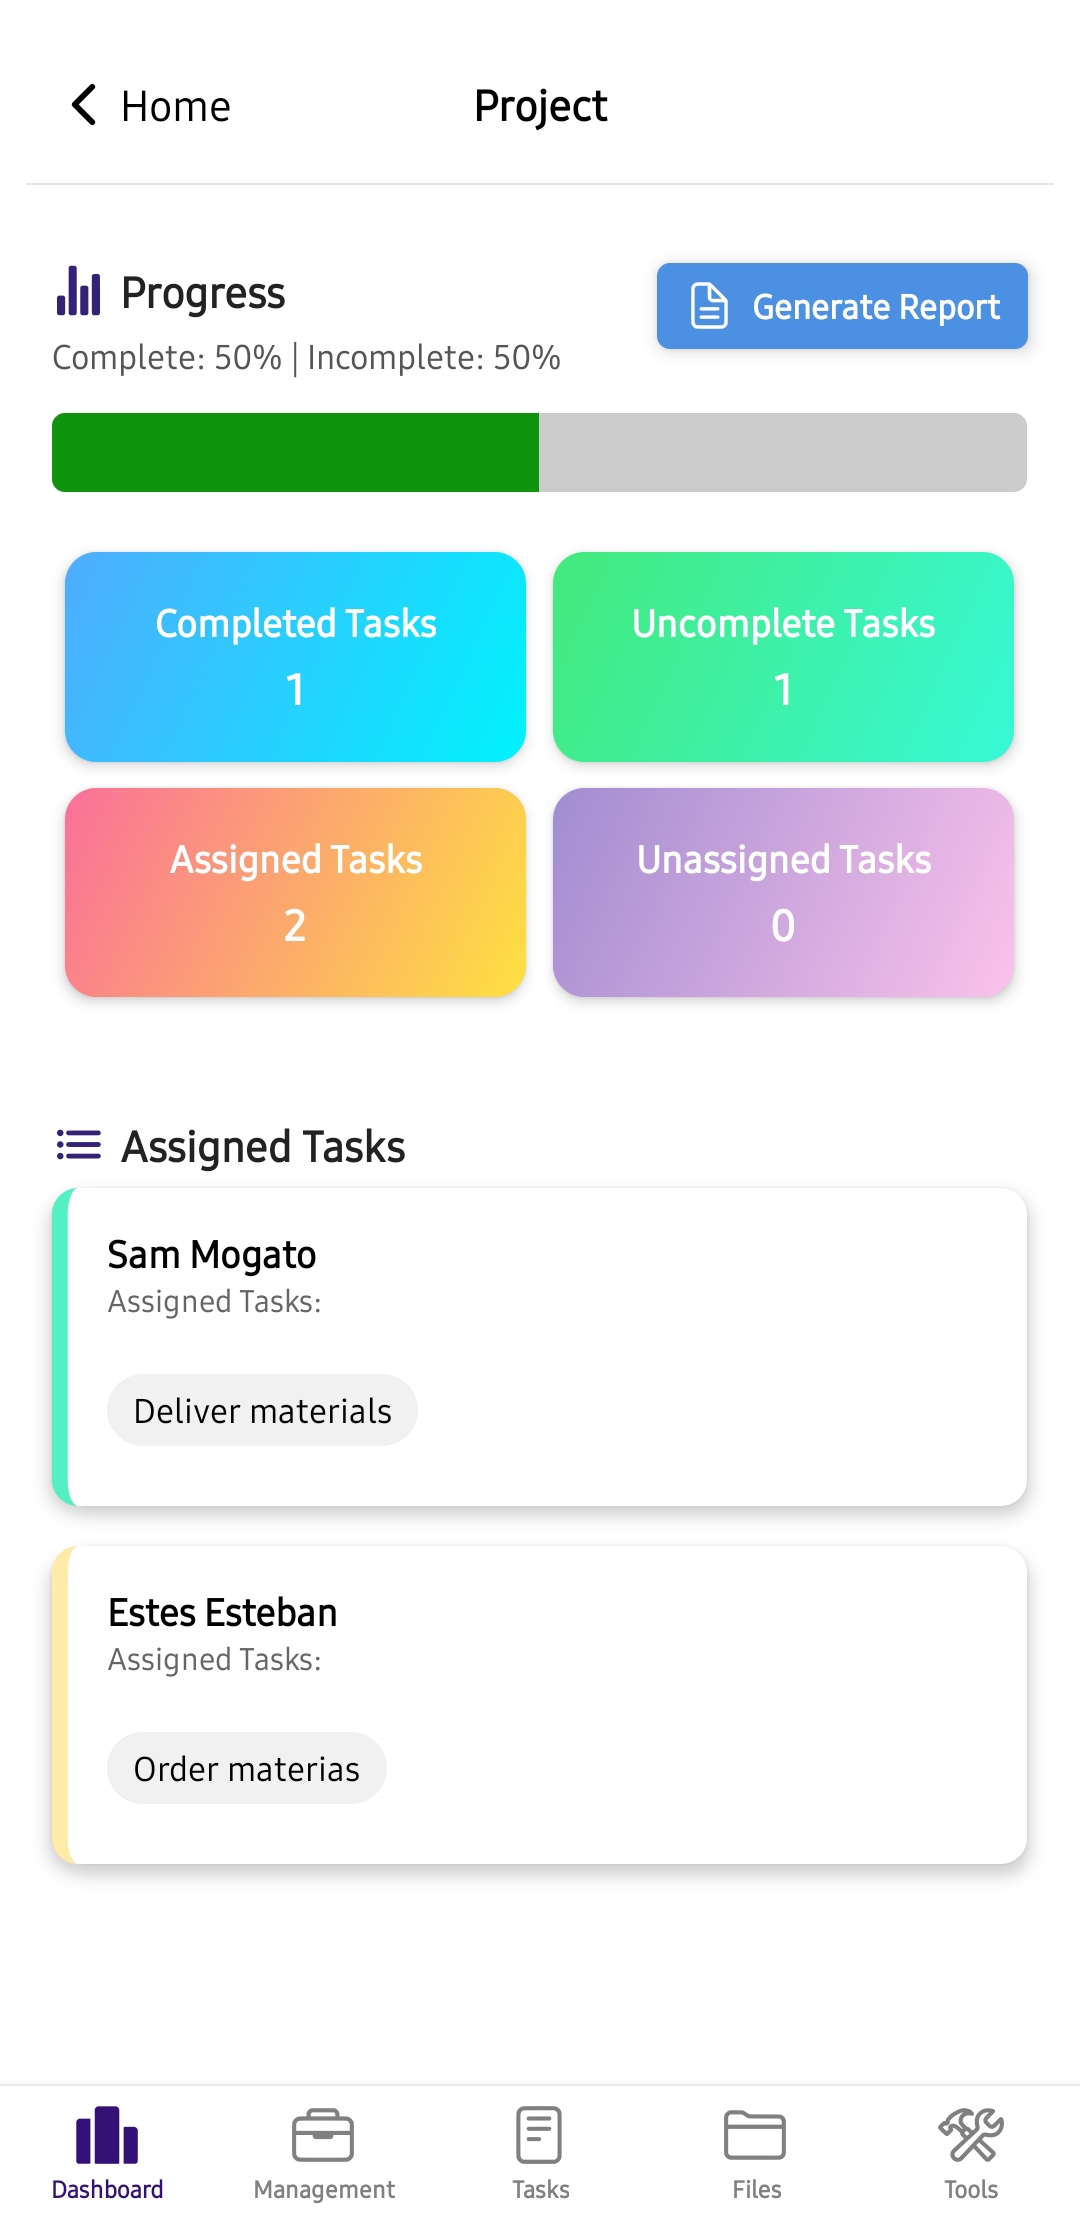 Home
Project
Progress
Generate Report
Complete: 50% | Incomplete: 50%
Completed Tasks
1
Uncomplete Tasks
1
Assigned Tasks
2
Unassigned Tasks
0
Assigned Tasks
Sam Mogato
Assigned Tasks:
Deliver materials
Estes Esteban
Assigned Tasks:
Order materias
Dashboard
Management
Tasks
Files
Tools